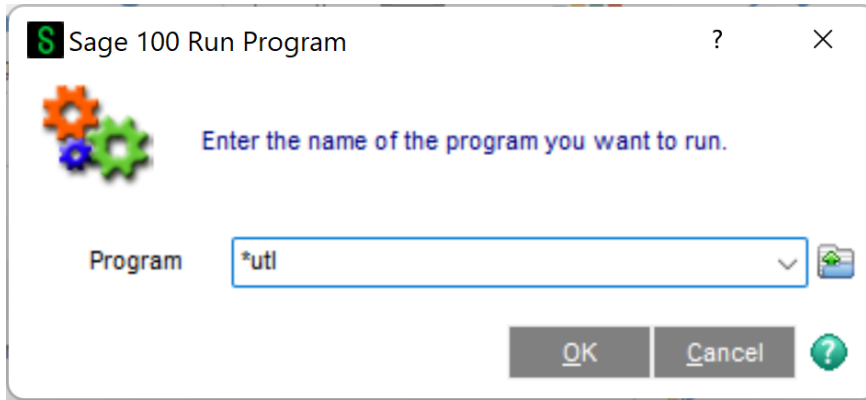 S Sage 100 Run Program ? ×
Enter the name of the program you want to run.
Program *utl
OK Cancel ?